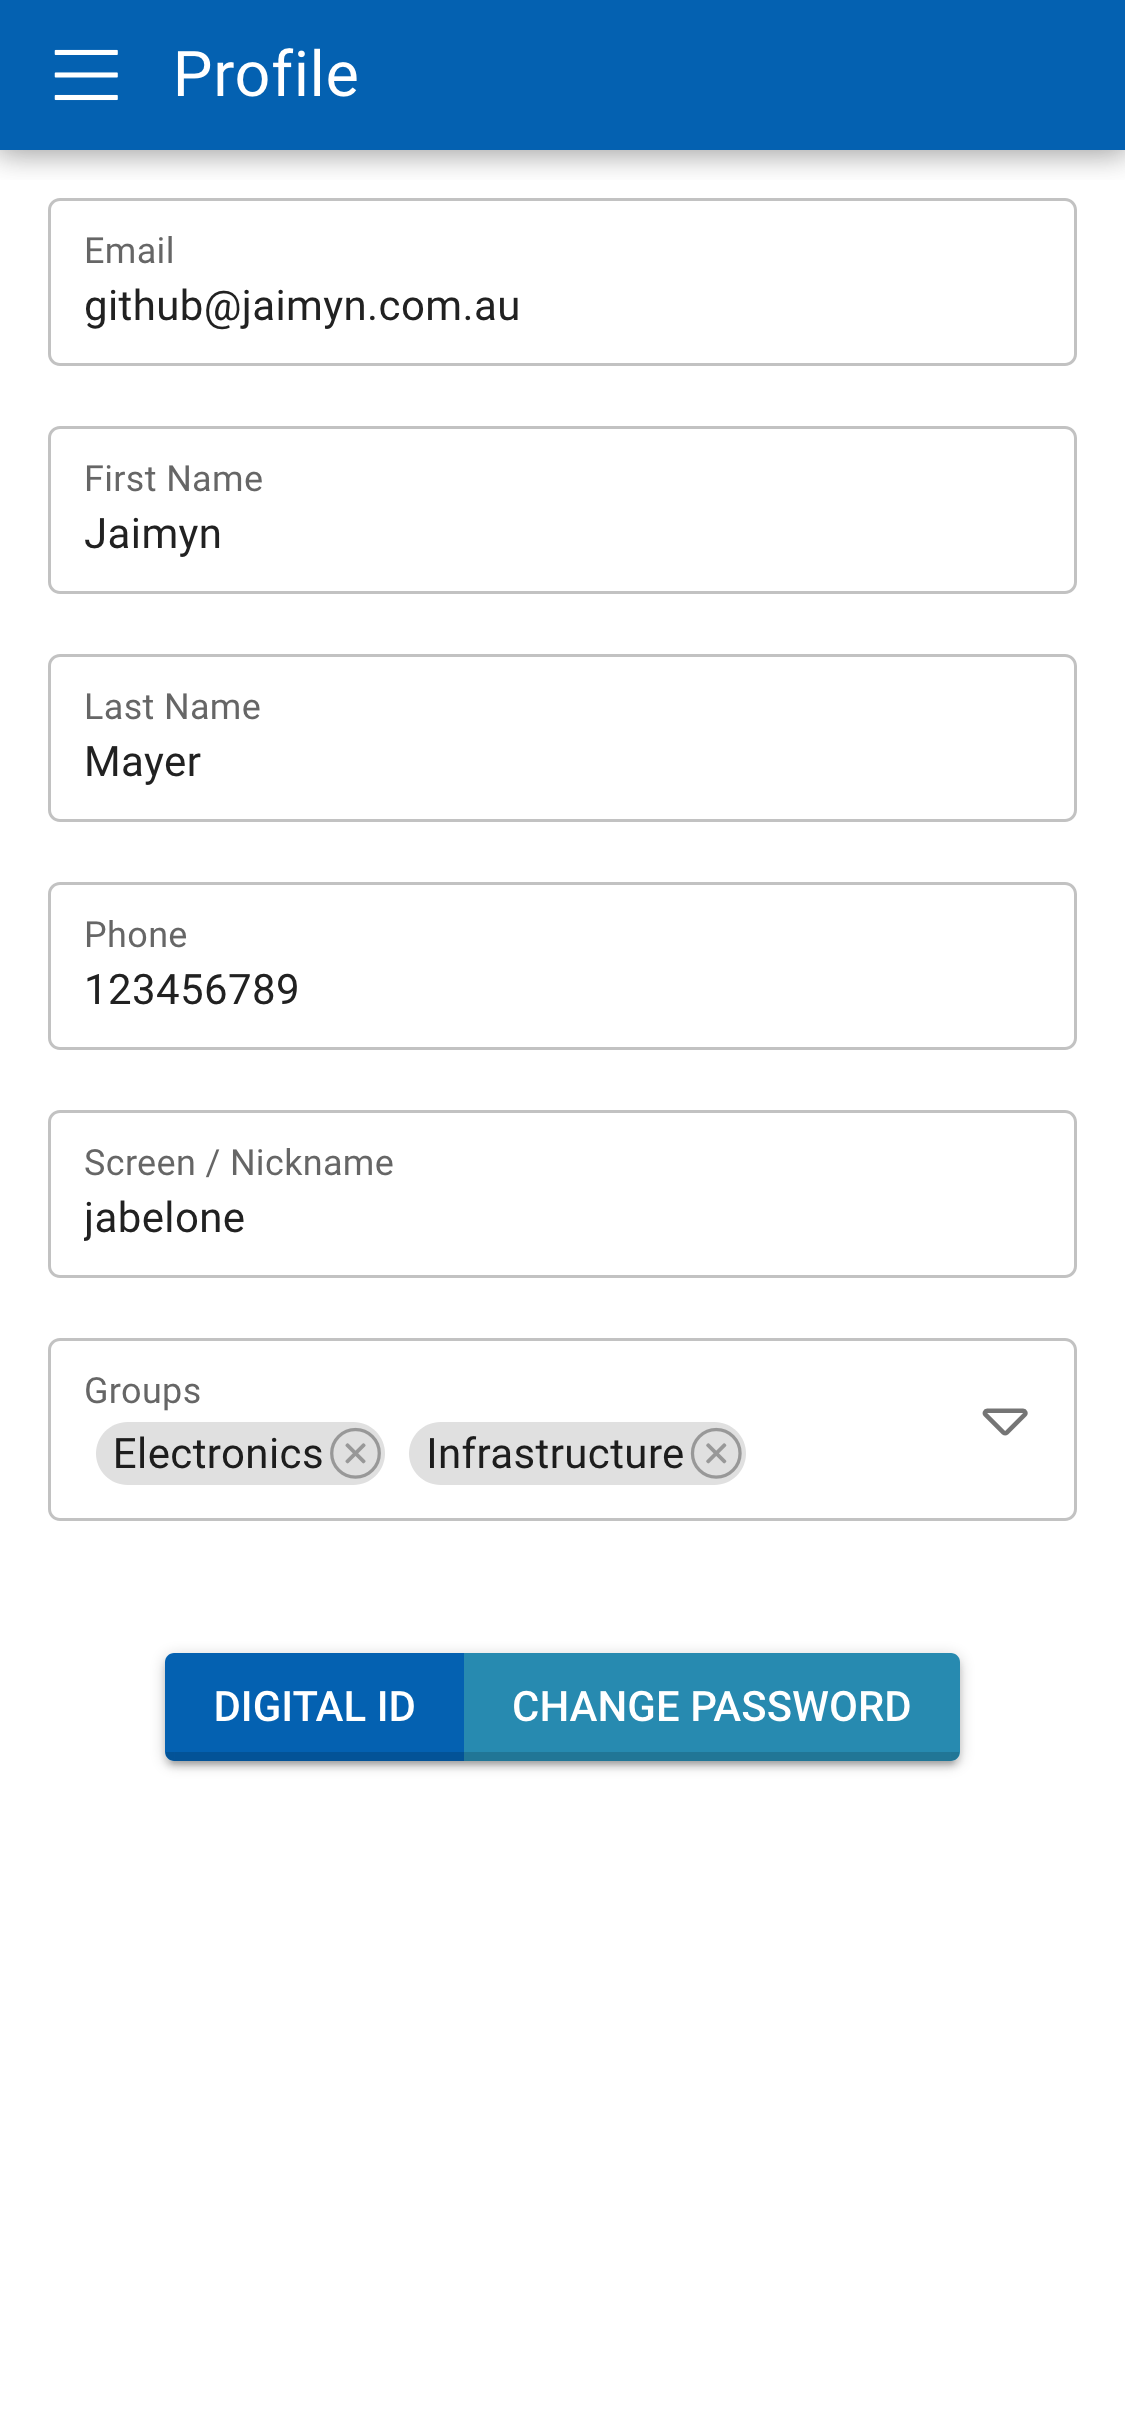 Profile
Email
github@jaimyn.com.au
First Name
Jaimyn
Last Name
Mayer
Phone
123456789
Screen / Nickname
jabelone
Groups
Electronics Infrastructure
DIGITAL ID CHANGE PASSWORD